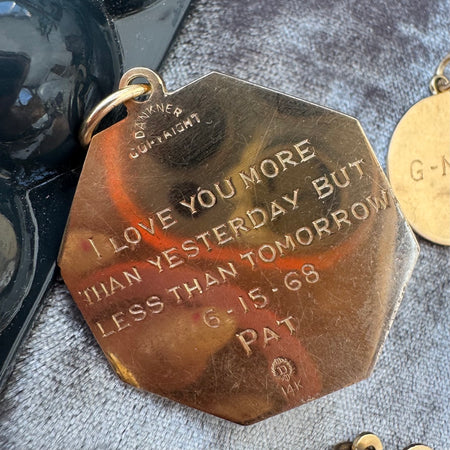 DANKNER
COPYRIGHT
I LOVE YOU MORE
THAN YESTERDAY BUT
LESS THAN TOMORROW
6-15-68
PAT
D
14K
G-N